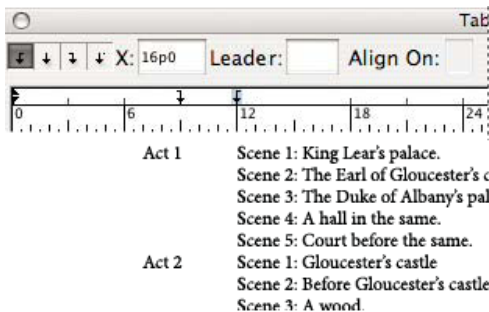 Tab
X: 16p0 Leader: Align On:
0 6 12 18 24
Act 1 Scene 1: King Lear's palace.
Scene 2: The Earl of Gloucester's
Scene 3: The Duke of Albany's
Scene 4: A hall in the same.
Scene 5: Court before the same.
Act 2 Scene 1: Gloucester's castle
Scene 2: Before Gloucester's castle
Scene 3: A wood.